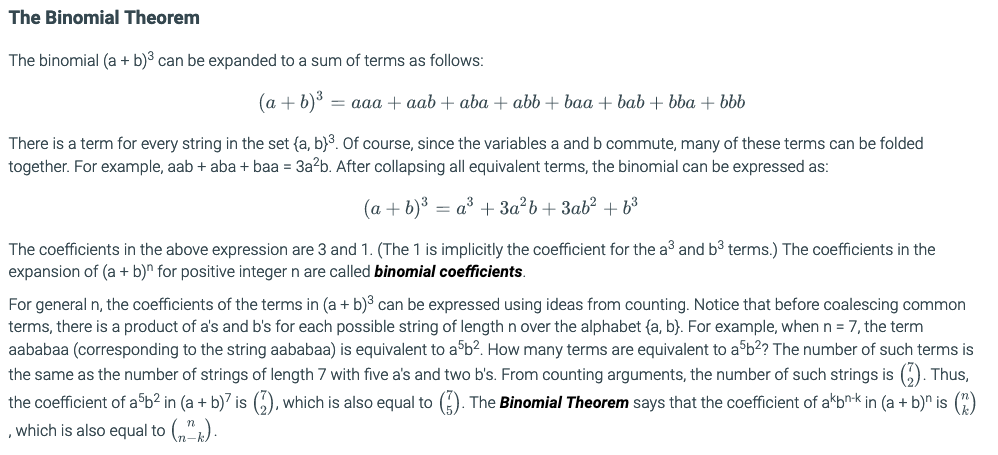 The Binomial Theorem
The binomial (a + b)³ can be expanded to a sum of terms as follows:
(a + b)³ = aaa + aab + aba + abb + baa + bab + bba + bbb
There is a term for every string in the set {a, b}³. Of course, since the variables a and b commute, many of these terms can be folded
together. For example, aab + aba + baa = 3a²b. After collapsing all equivalent terms, the binomial can be expressed as:
(a + b)³ = a³ + 3a²b + 3ab² + b³
The coefficients in the above expression are 3 and 1. (The 1 is implicitly the coefficient for the a³ and b³ terms.) The coefficients in the
expansion of (a + b)ⁿ for positive integer n are called binomial coefficients.
For general n, the coefficients of the terms in (a + b)³ can be expressed using ideas from counting. Notice that before coalescing common
terms, there is a product of a's and b's for each possible string of length n over the alphabet {a, b}. For example, when n = 7, the term
aababaa (corresponding to the string aababaa) is equivalent to a⁵b². How many terms are equivalent to a⁵b²? The number of such terms is
the same as the number of strings of length 7 with five a's and two b's. From counting arguments, the number of such strings is (7 2). Thus,
the coefficient of a⁵b² in (a + b)⁷ is (7 2), which is also equal to (7 5). The Binomial Theorem says that the coefficient of aᵏbⁿ⁻ᵏ in (a + b)ⁿ is (n k)
, which is also equal to (n n−k).